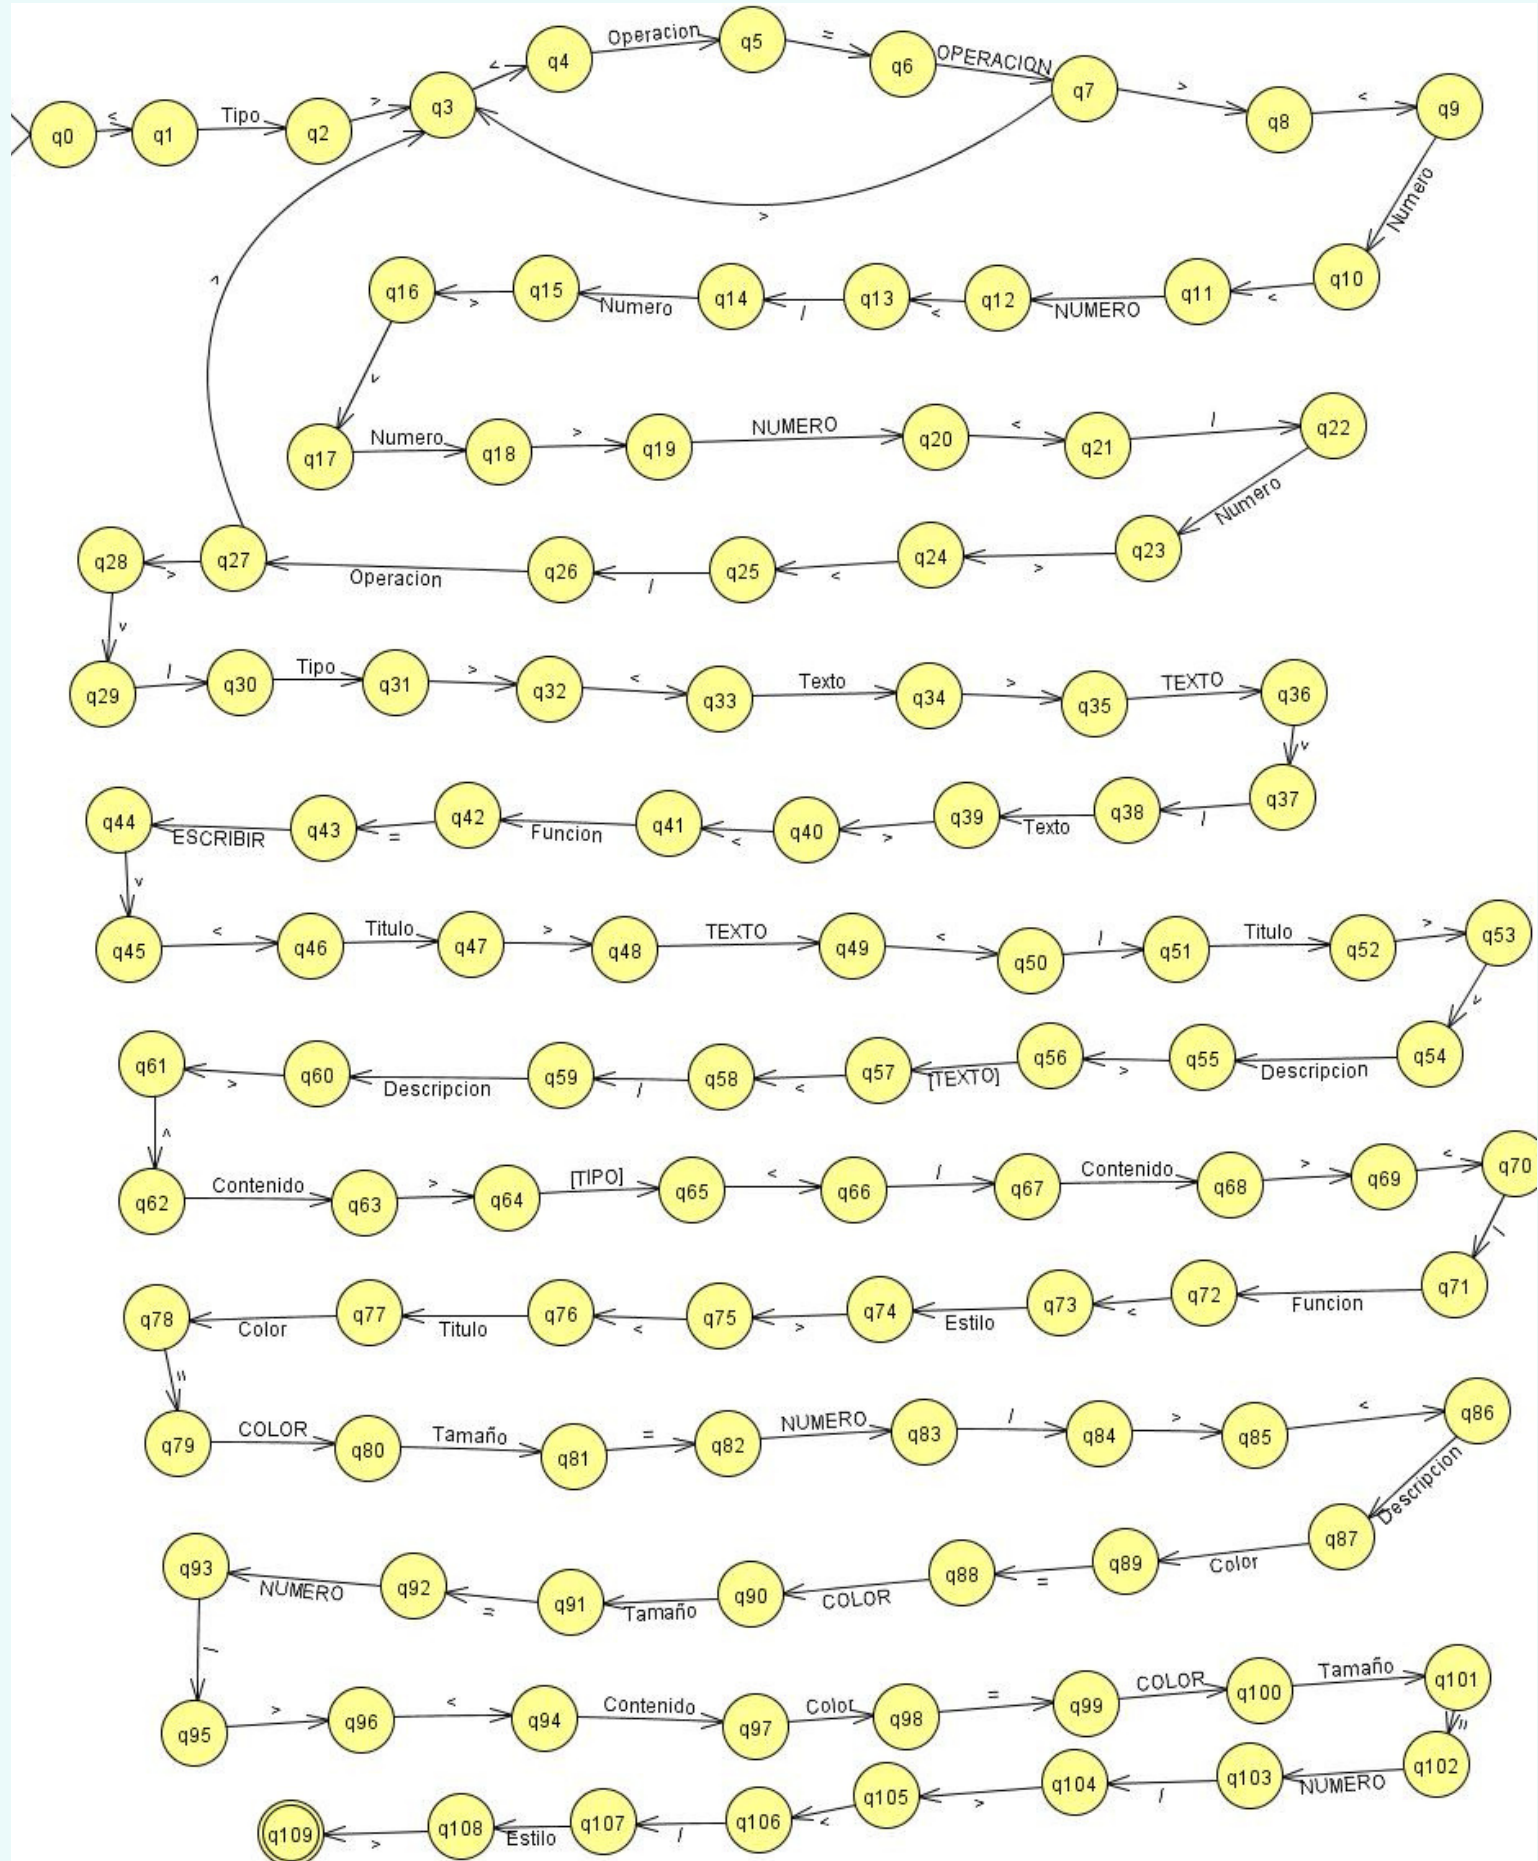 q0 < q1 Tipo q2 > q3 < q4 Operacion q5 = q6 OPERACION q7 > q8 < q9
>
Numero
^
q16 > q15 Numero q14 / q13 < q12 NUMERO q11 < q10
v
q17 Numero q18 > q19 NUMERO q20 < q21 / q22
Numero
q28 > q27 Operacion q26 / q25 < q24 > q23
v
q29 / q30 Tipo q31 > q32 < q33 Texto q34 > q35 TEXTO q36
v
q44 ESCRIBIR q43 = q42 Funcion q41 < q40 > q39 Texto q38 / q37
v
q45 < q46 Titulo q47 > q48 TEXTO q49 < q50 / q51 Titulo q52 > q53
v
q61 > q60 Descripcion q59 / q58 < q57 [TEXTO] q56 > q55 Descripcion q54
^
q62 Contenido q63 > q64 [TIPO] q65 < q66 / q67 Contenido q68 > q69 < q70
/
q78 Color q77 Titulo q76 < q75 > q74 Estilo q73 < q72 Funcion q71
=
q79 COLOR q80 Tamaño q81 = q82 NUMERO q83 / q84 > q85 < q86
Descripcion
q93 NUMERO q92 = q91 Tamaño q90 COLOR q88 = q89 Color q87
/
q95 > q96 < q94 Contenido q97 Color q98 = q99 COLOR q100 Tamaño q101
=
q109 > q108 Estilo q107 / q106 < q105 > q104 / q103 NUMERO q102